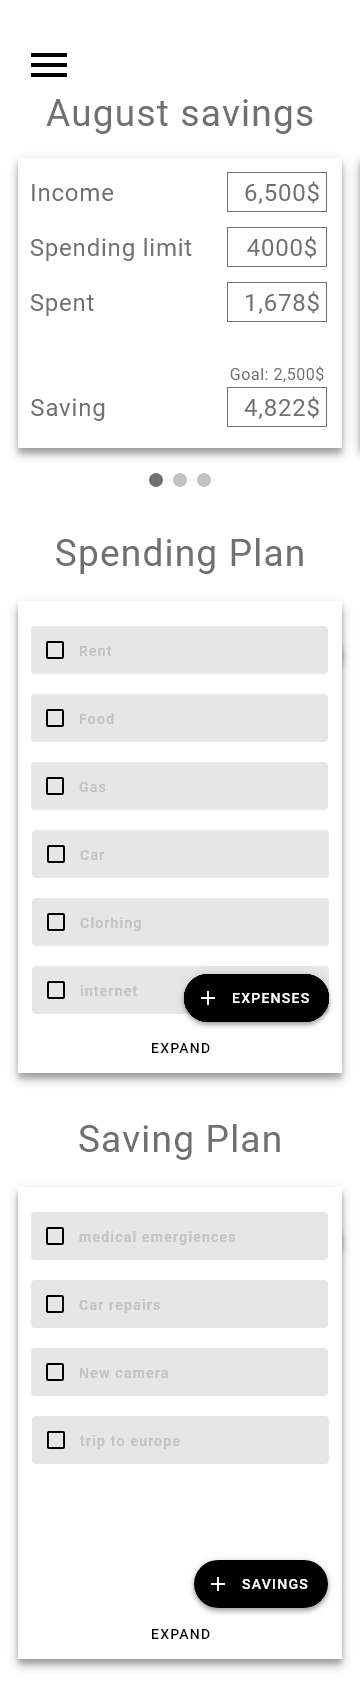 August savings
Income 6,500$
Spending limit 4000$
Spent 1,678$
Goal: 2,500$
Saving 4,822$
Spending Plan
Rent
Food
Gas
Car
Clorhing
internet
+ EXPENSES
EXPAND
Saving Plan
medical emergiences
Car repairs
New camera
trip to europe
+ SAVINGS
EXPAND